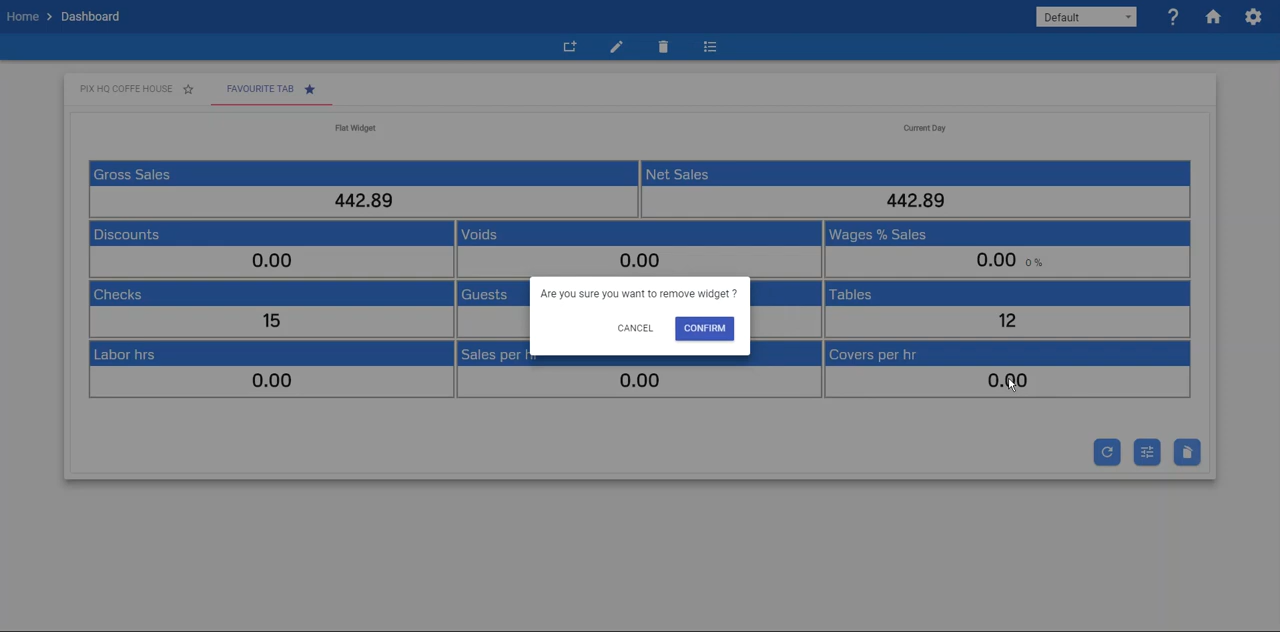 Home > Dashboard
Default
PIX HQ COFFE HOUSE
FAVOURITE TAB
Flat Widget
Current Day
Gross Sales
Net Sales
442.89
442.89
Discounts
Voids
Wages % Sales
0.00
0.00
0.00 0 %
Are you sure you want to remove widget ?
CANCEL
CONFIRM
Checks
Guests
Tables
15
12
Labor hrs
Sales per
Covers per hr
0.00
0.00
0.00